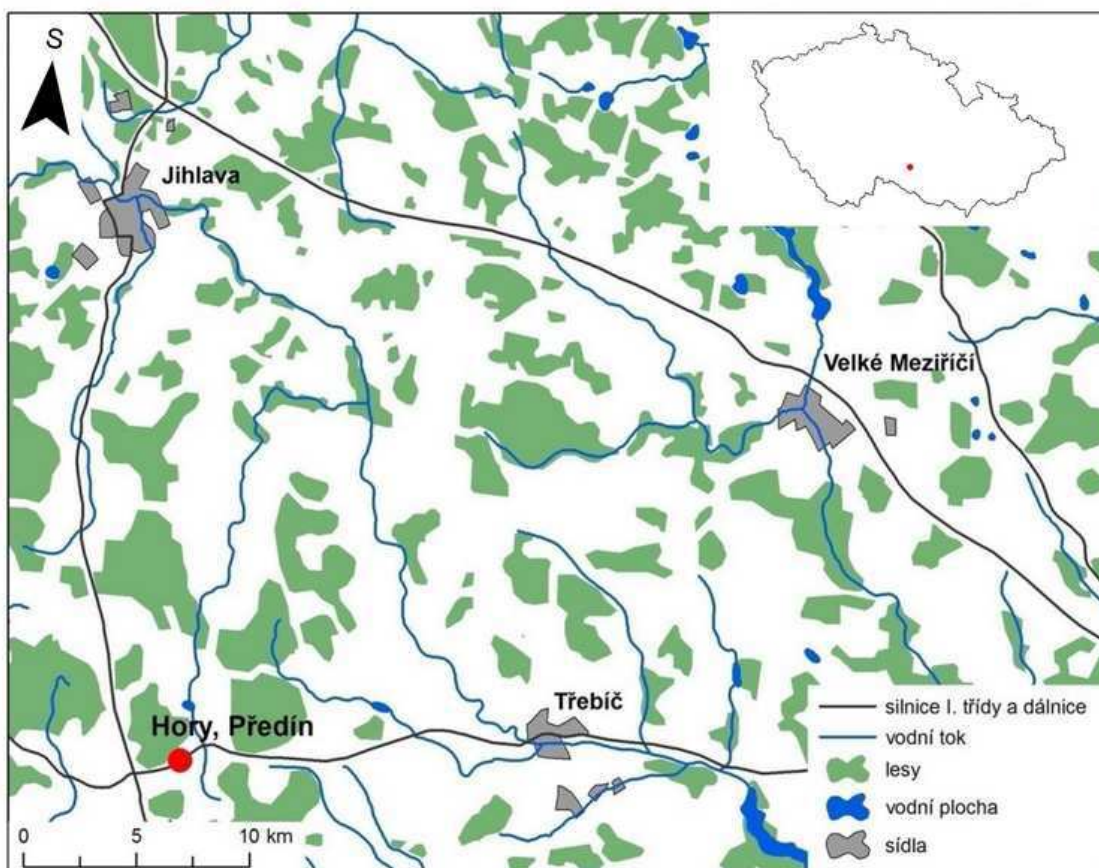 S
Jihlava
Velké Meziříčí
Třebíč
Hory, Předín
silnice I. třídy a dálnice
vodní tok
lesy
vodní plocha
sídla
0 5 10 km